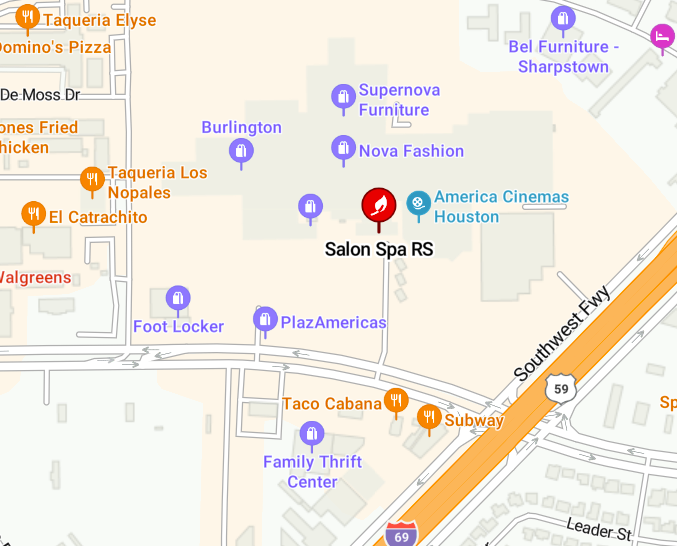 Taqueria Elyse
Domino's Pizza
De Moss Dr
ones Fried
hicken
Taqueria Los
Nopales
El Catrachito
Walgreens
Burlington
Supernova
Furniture
Nova Fashion
Bel Furniture -
Sharpstown
America Cinemas
Houston
Salon Spa RS
Foot Locker
PlazAmericas
Southwest Fwy
59
Taco Cabana
Subway
Sp
Family Thrift
Center
69
Leader St